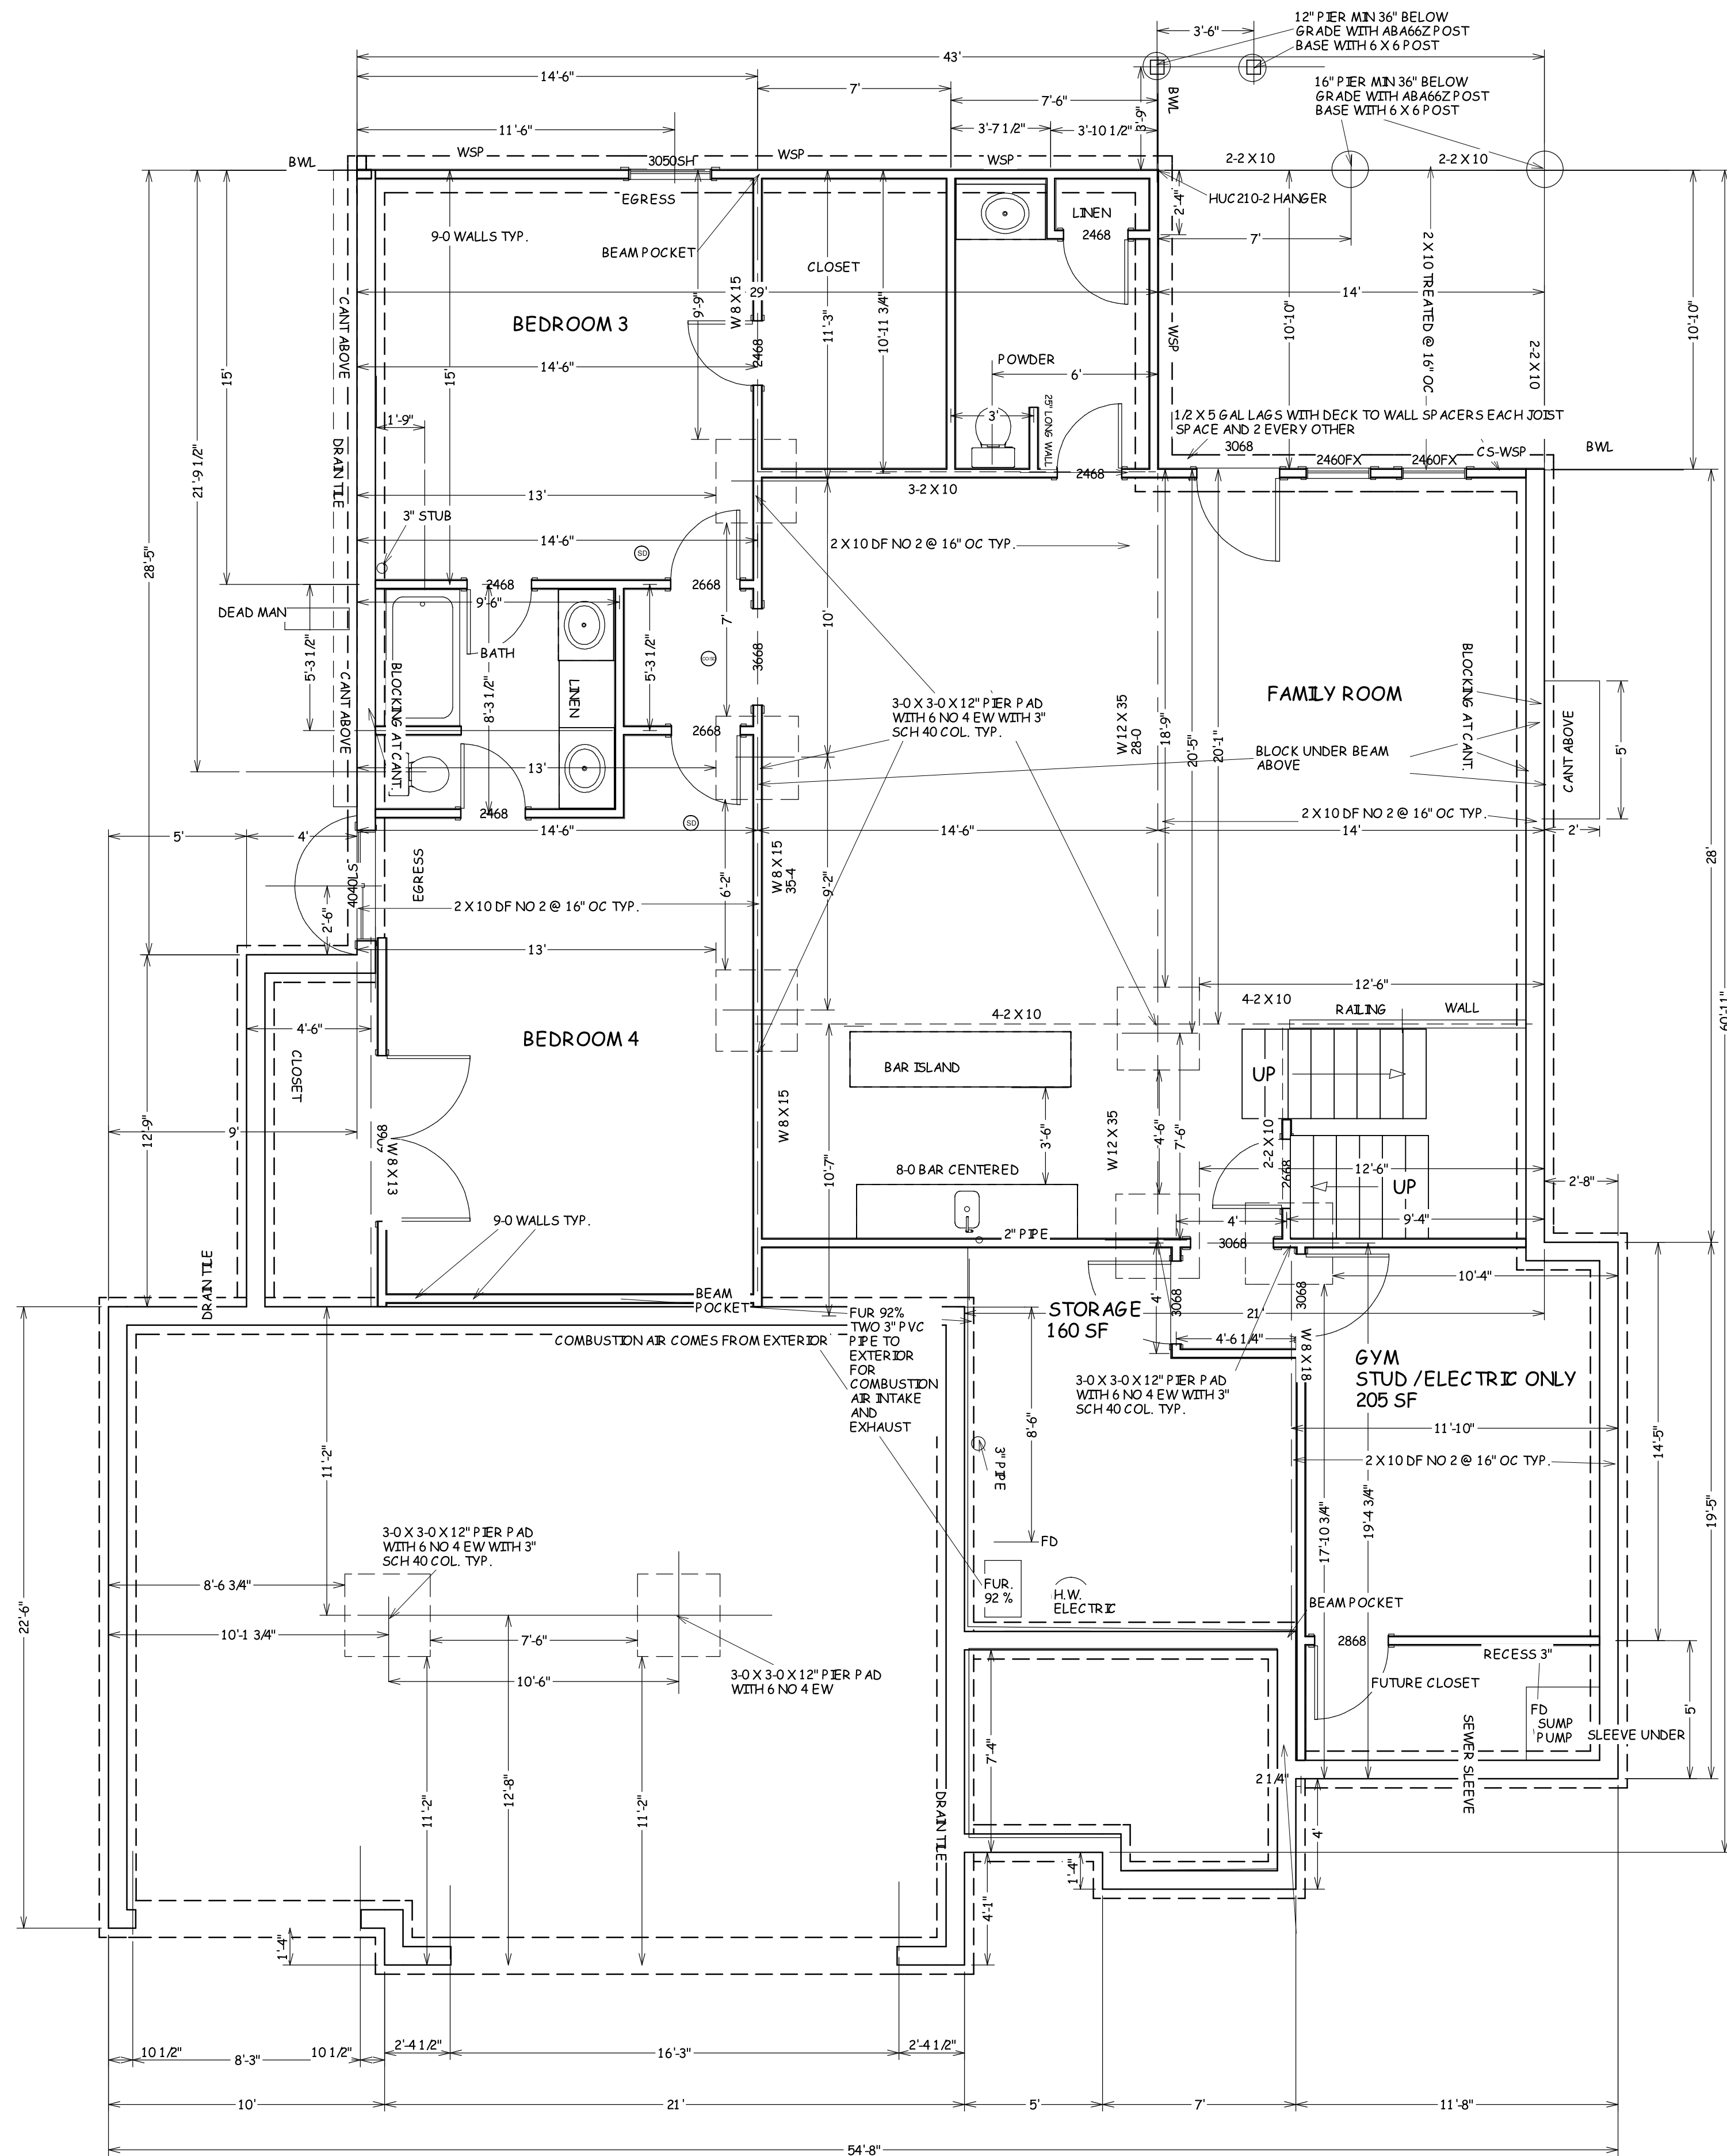 12" PIER MIN 36" BELOW
GRADE WITH ABA66Z POST
BASE WITH 6 X 6 POST
3'-6"
43'
14'-6"
7'
7'-6"
BWL
3'-9"
16" PIER MIN 36" BELOW
GRADE WITH ABA66Z POST
BASE WITH 6 X 6 POST
11'-6"
3'-7 1/2"
3'-10 1/2"
BWL
WSP
3050SH
WSP
WSP
2-2 X 10
2-2 X 10
EGRESS
9-0 WALLS TYP.
BEAM POCKET
CLOSET
LINEN
2468
HUC210-2 HANGER
2'-4"
7'
29'
14'
9'-9"
W 8 X 15
11'-3"
10'-11 3/4"
10'-10"
2 X 10 TREATED @ 16" OC
10'-10"
BEDROOM 3
CANT ABOVE
WSP
2-2 X 10
15'
15'
14'-6"
2468
POWDER
6'
1'-9"
3'
25" LONG WALL
1/2 X 5 GAL LAGS WITH DECK TO WALL SPACERS EACH JOIST
SPACE AND 2 EVERY OTHER
3068
2460FX
2460FX
CS-WSP
BWL
DRAIN TILE
21'-9 1/2"
28'-5"
13'
2468
3-2 X 10
3" STUB
14'-6"
SD
2 X 10 DF NO 2 @ 16" OC TYP.
2468
2668
9'-6"
DEAD MAN
5'-3 1/2"
BATH
8'-3 1/2"
LINEN
5'-3 1/2"
7'
10'
3668
CANT ABOVE
BLOCKING AT CANT.
FAMILY ROOM
BLOCKING AT CANT.
3-0 X 3-0 X 12" PIER PAD
WITH 6 NO 4 EW WITH 3"
SCH 40 COL. TYP.
W 12 X 35
28-0
18'-9"
20'-5"
20'-1"
CANT ABOVE
5'
2668
BLOCK UNDER BEAM
ABOVE
13'
2468
SD
2 X 10 DF NO 2 @ 16" OC TYP.
5'
4'
14'-6"
14'-6"
14'
2'
28'
4040LS
EGRESS
2'-6"
W 8 X 15
35-4
6'-2"
9'-2"
2 X 10 DF NO 2 @ 16" OC TYP.
13'
12'-6"
4-2 X 10
4-2 X 10
RAILING
WALL
60'-11"
4'-6"
BEDROOM 4
BAR ISLAND
UP
CLOSET
12'-9"
9'
W 8 X 13
W 8 X 15
10'-7"
3'-6"
W 12 X 35
4'-6"
7'-6"
2-2 X 10
2668
8-0 BAR CENTERED
12'-6"
UP
2'-8"
9-0 WALLS TYP.
2" PIPE
4'
9'-4"
3068
DRAIN TILE
BEAM
POCKET
10'-4"
FUR 92%
TWO 3" PVC
PIPE TO
EXTERIOR
FOR
COMBUSTION
AIR INTAKE
AND
EXHAUST
COMBUSTION AIR COMES FROM EXTERIOR
STORAGE
160 SF
4'
3068
3068
21'
4'-6 1/4"
W 8 X 18
GYM
STUD / ELECTRIC ONLY
205 SF
3-0 X 3-0 X 12" PIER PAD
WITH 6 NO 4 EW WITH 3"
SCH 40 COL. TYP.
8'-6"
11'-2"
3" PIPE
11'-10"
2 X 10 DF NO 2 @ 16" OC TYP.
14'-5"
19'-5"
17'-10 3/4"
19'-4 3/4"
FD
3-0 X 3-0 X 12" PIER PAD
WITH 6 NO 4 EW WITH 3"
SCH 40 COL. TYP.
8'-6 3/4"
FUR.
92 %
H.W.
ELECTRIC
BEAM POCKET
22'-6"
10'-1 3/4"
7'-6"
2868
RECESS 3"
10'-6"
3-0 X 3-0 X 12" PIER PAD
WITH 6 NO 4 EW
FUTURE CLOSET
FD
SUMP
PUMP
SLEEVE UNDER
5'
SEWER SLEEVE
7'-4"
2 1/4"
11'-2"
12'-8"
11'-2"
DRAIN TILE
4'
1'-4"
4'-1"
1'-4"
10 1/2"
8'-3"
10 1/2"
2'-4 1/2"
16'-3"
2'-4 1/2"
10'
21'
5'
7'
11'-8"
54'-8"